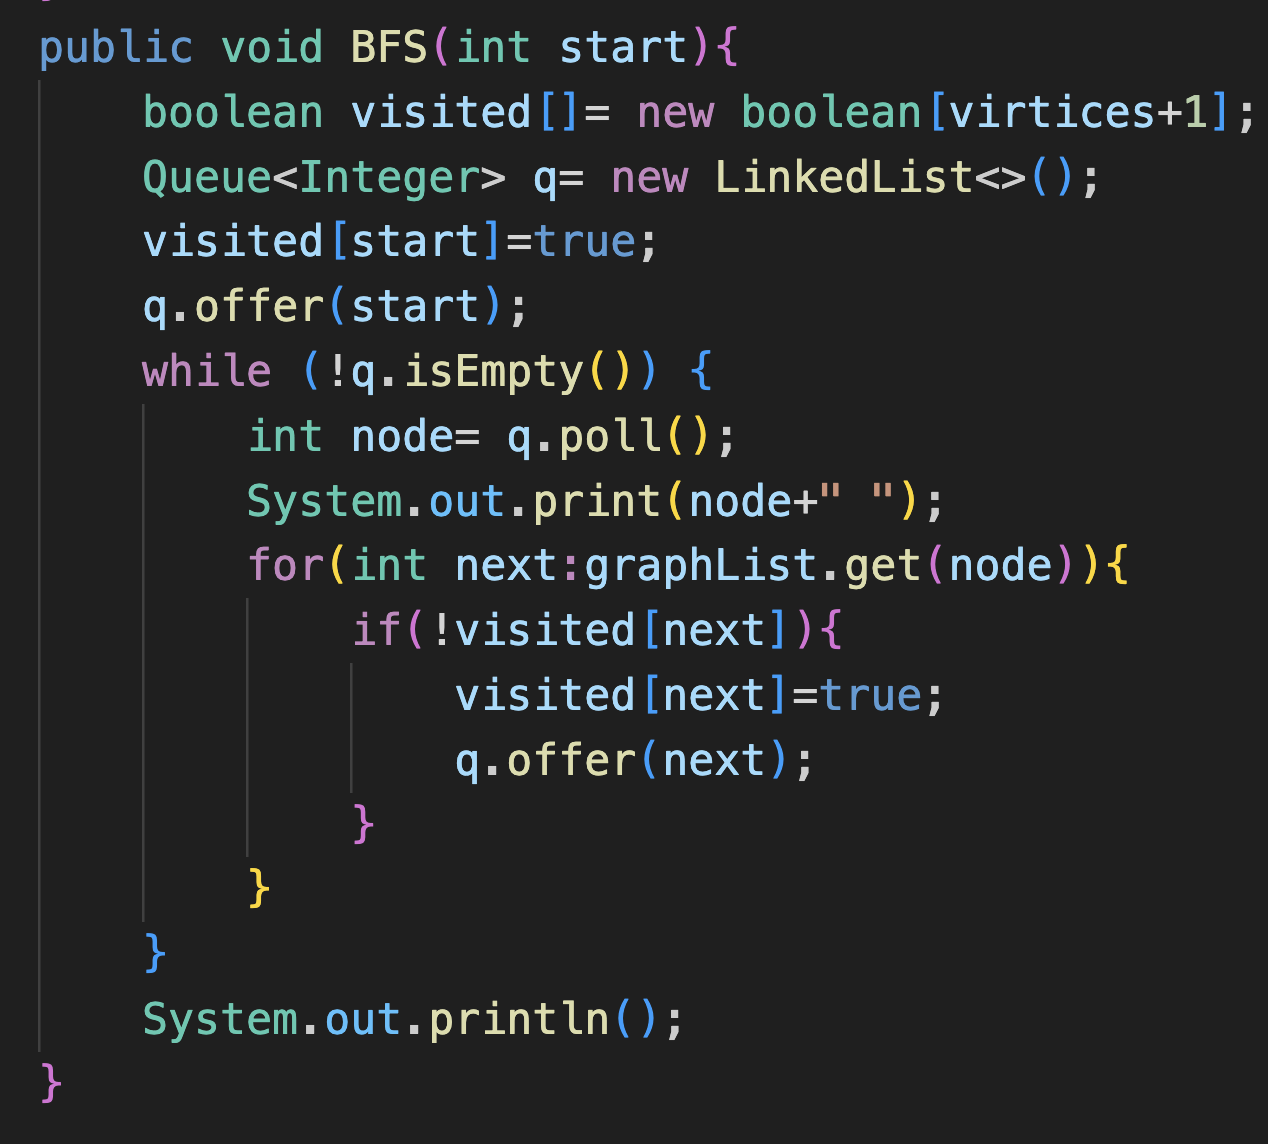 public void BFS(int start){
    boolean visited[]= new boolean[virtices+1];
    Queue<Integer> q= new LinkedList<>();
    visited[start]=true;
    q.offer(start);
    while (!q.isEmpty()) {
        int node= q.poll();
        System.out.print(node+" ");
        for(int next:graphList.get(node)){
            if(!visited[next]){
                visited[next]=true;
                q.offer(next);
            }
        }
    }
    System.out.println();
}